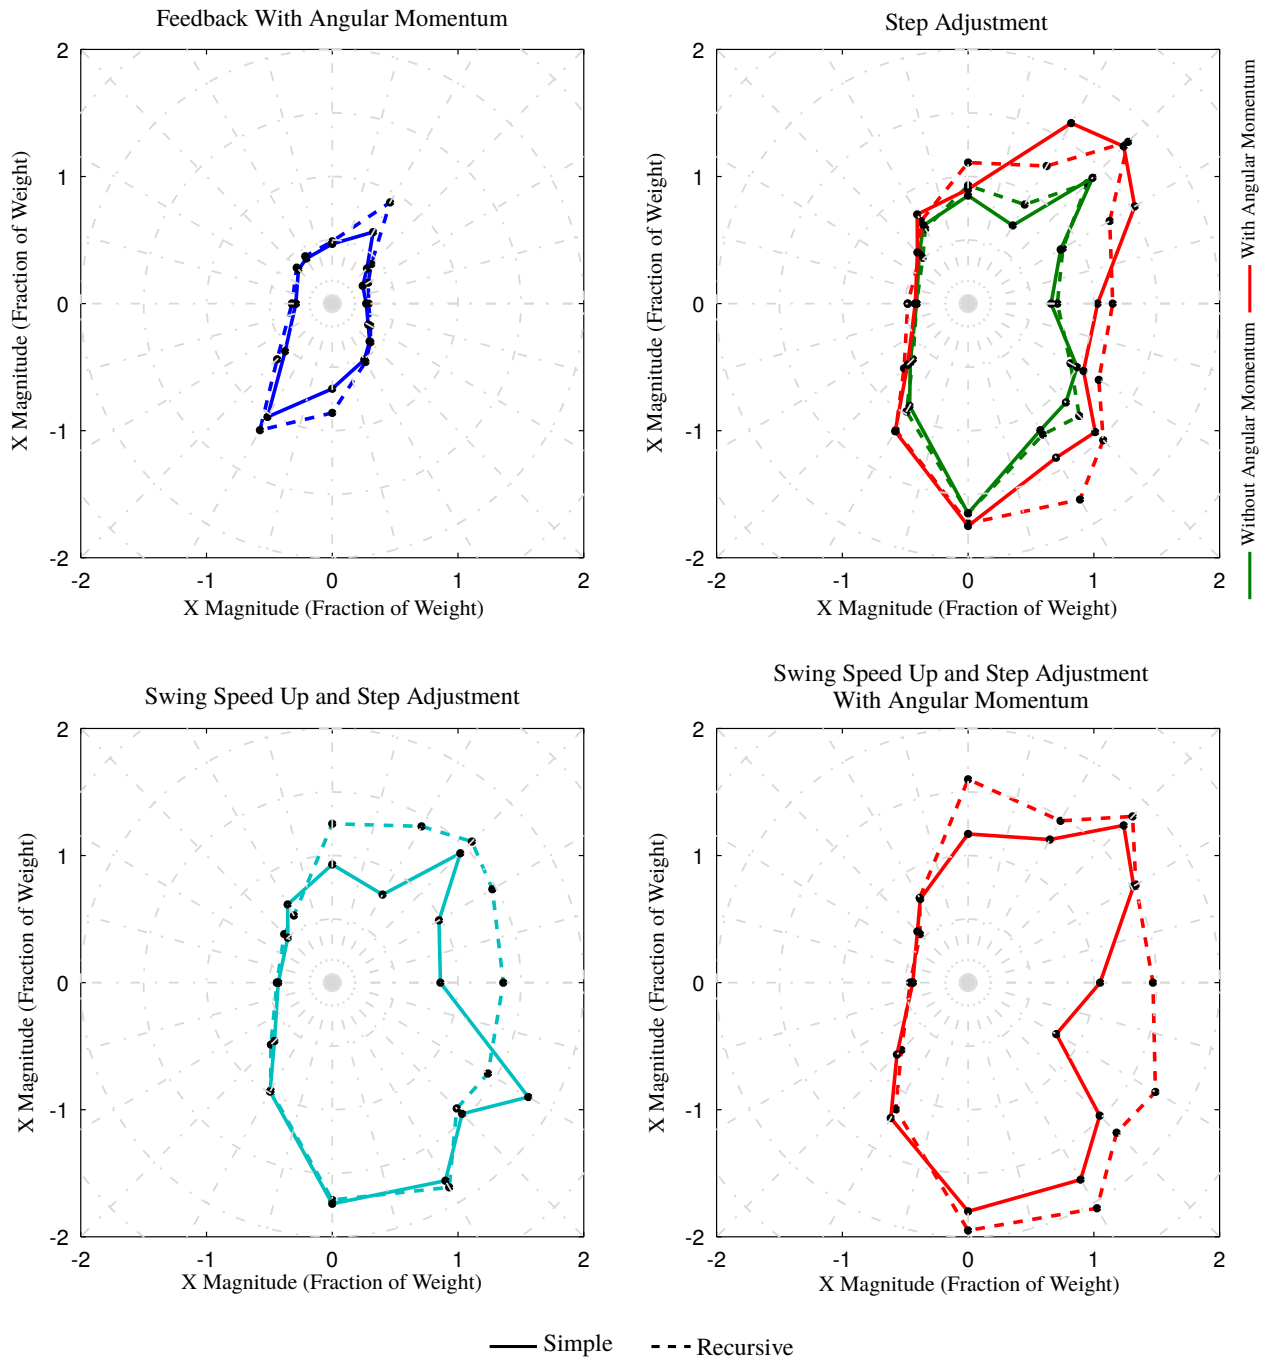 Feedback With Angular Momentum
2
1
0
-1
-2
-2
-1
0
1
2
X Magnitude (Fraction of Weight)
X Magnitude (Fraction of Weight)
Step Adjustment
2
1
0
-1
-2
-2
-1
0
1
2
X Magnitude (Fraction of Weight)
X Magnitude (Fraction of Weight)
With Angular Momentum
Without Angular Momentum
Swing Speed Up and Step Adjustment
2
1
0
-1
-2
-2
-1
0
1
2
X Magnitude (Fraction of Weight)
X Magnitude (Fraction of Weight)
Swing Speed Up and Step Adjustment
With Angular Momentum
2
1
0
-1
-2
-2
-1
0
1
2
X Magnitude (Fraction of Weight)
X Magnitude (Fraction of Weight)
Simple
Recursive